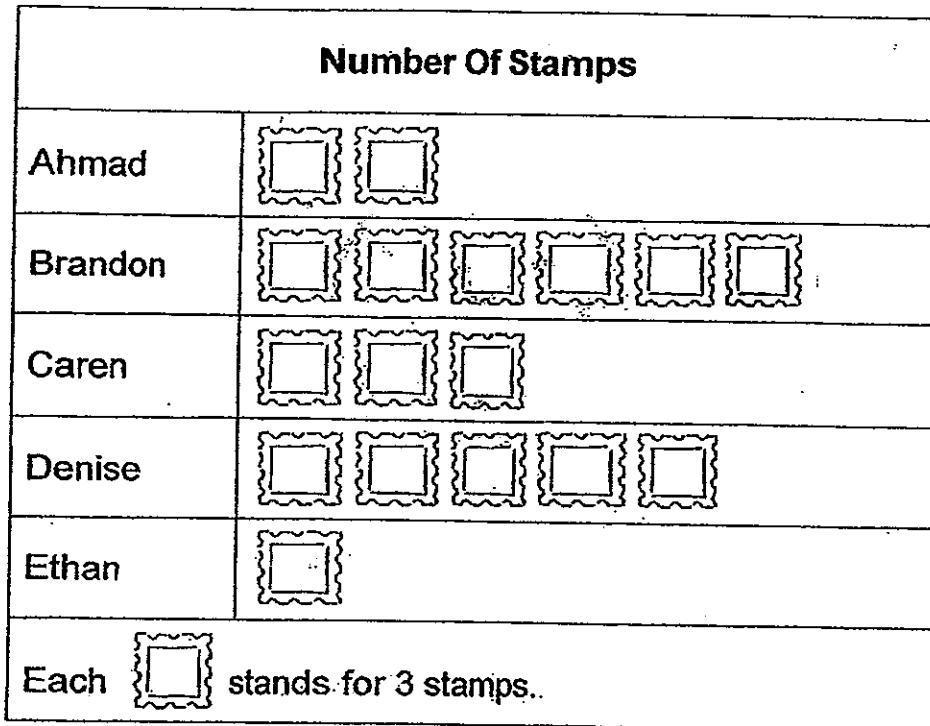 Number Of Stamps
Ahmad
Brandon
Caren
Denise
Ethan
Each stands for 3 stamps.